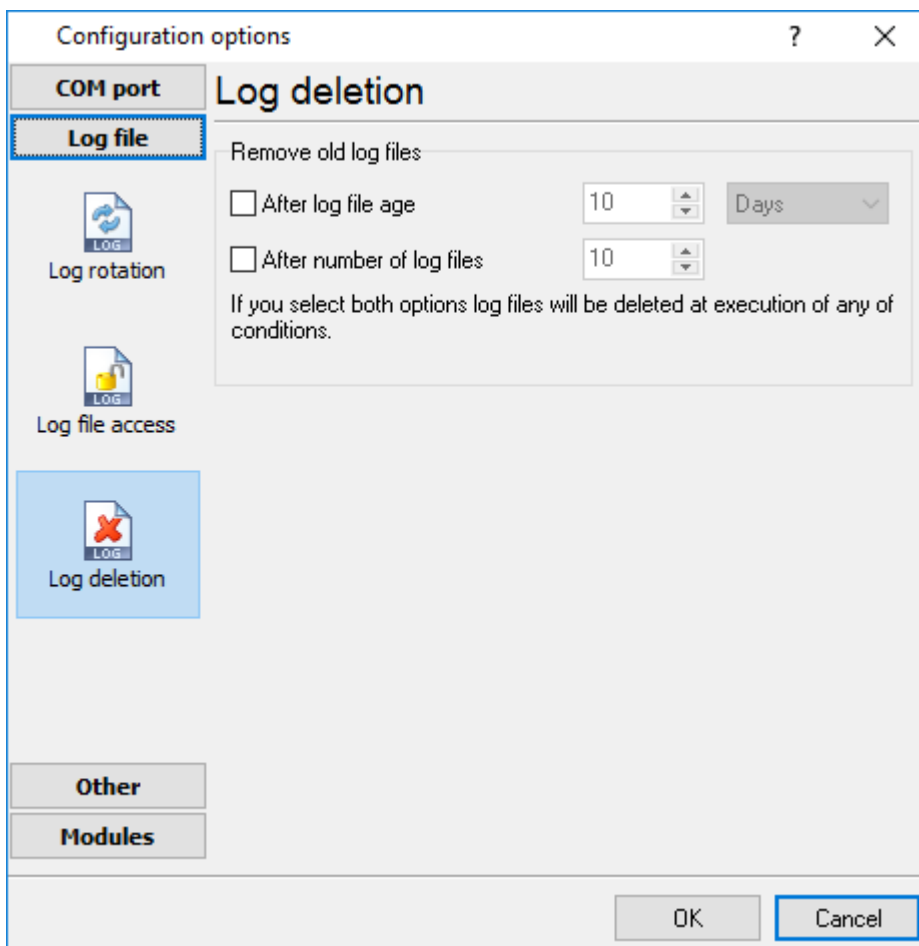 Configuration options ?
COM port
Log file
LOG
Log rotation
LOG
Log file access
LOG
Log deletion
Other
Modules
Log deletion
Remove old log files
After log file age 10 Days
After number of log files 10
If you select both options log files will be deleted at execution of any of
conditions.
OK Cancel